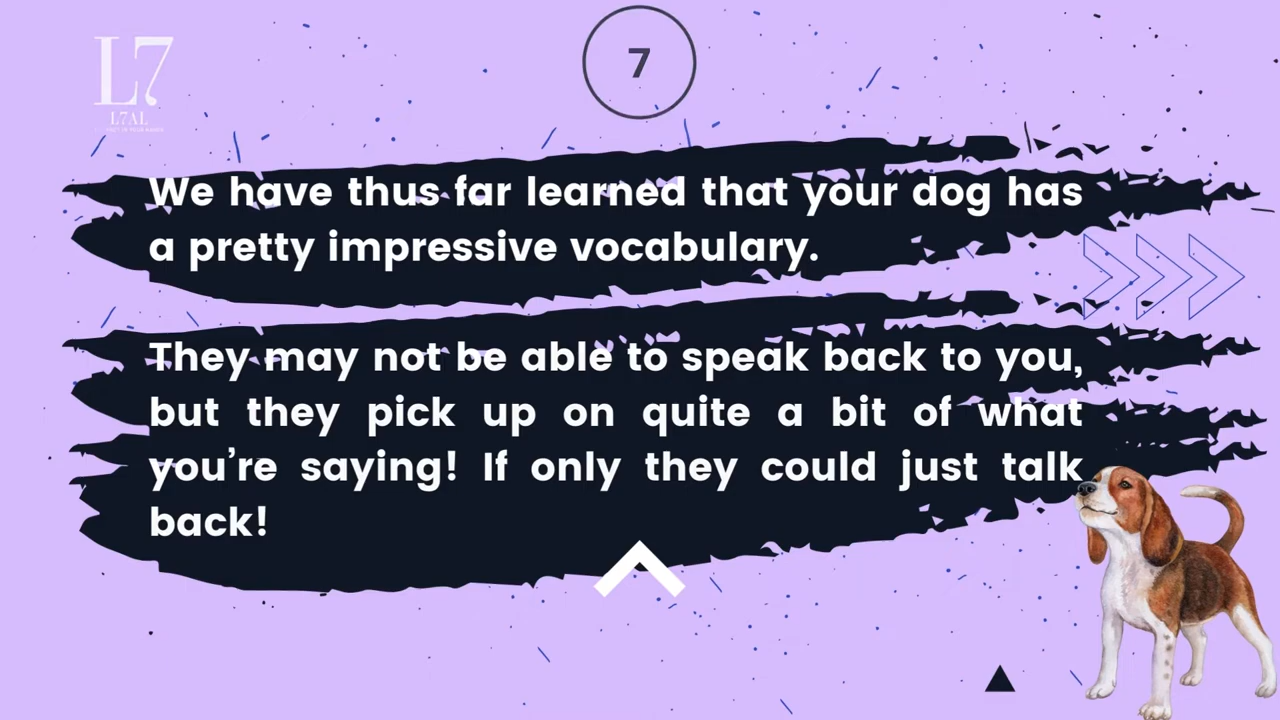 L7
L7AL
7
We have thus far learned that your dog has
a pretty impressive vocabulary.
They may not be able to speak back to you,
but they pick up on quite a bit of what
you're saying! If only they could just talk
back!